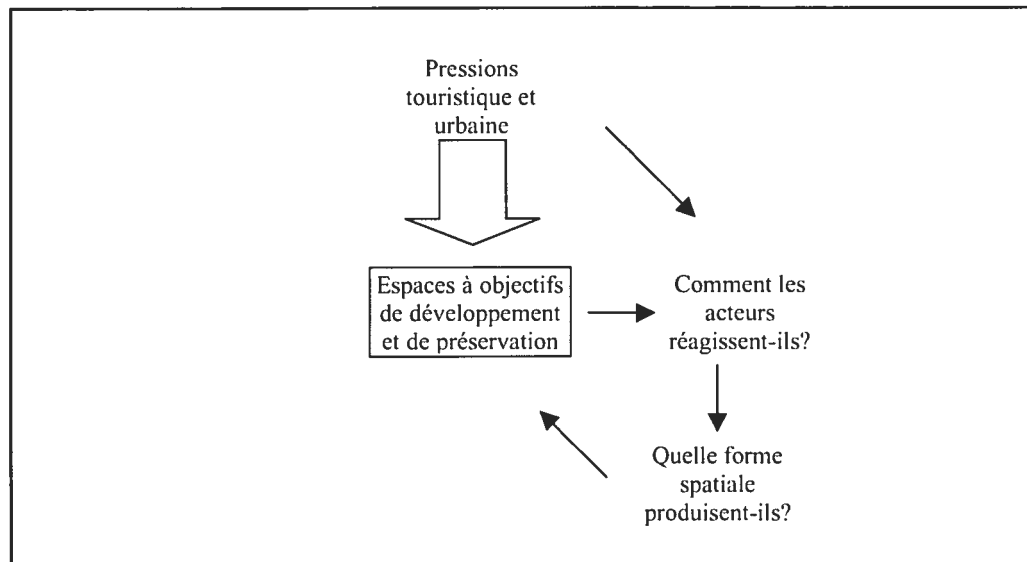 Pressions
touristique et
urbaine
Espaces à objectifs
de développement
et de préservation
Comment les
acteurs
réagissent-ils?
Quelle forme
spatiale
produisent-ils?